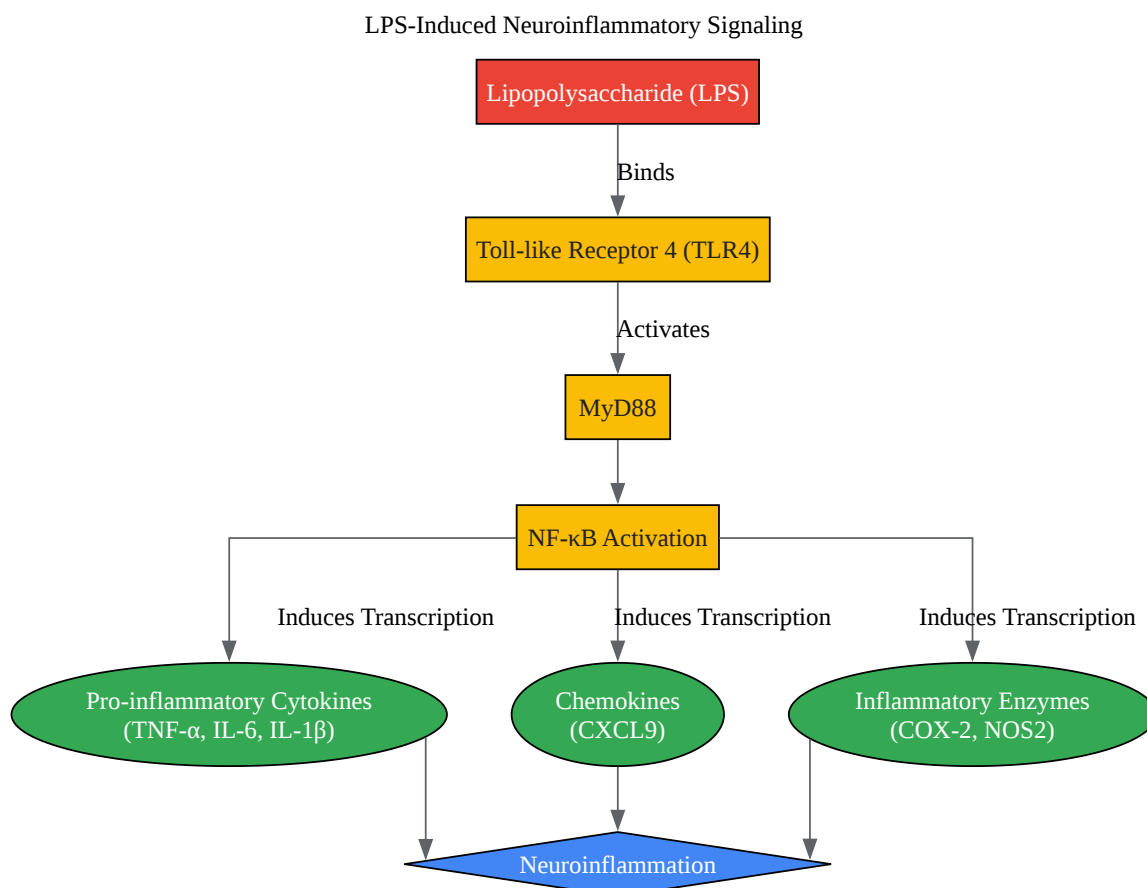 LPS-Induced Neuroinflammatory Signaling
Lipopolysaccharide (LPS)
Binds
Toll-like Receptor 4 (TLR4)
Activates
MyD88
NF-κB Activation
Induces Transcription
Induces Transcription
Induces Transcription
Pro-inflammatory Cytokines
(TNF-α, IL-6, IL-1β)
Chemokines
(CXCL9)
Inflammatory Enzymes
(COX-2, NOS2)
Neuroinflammation